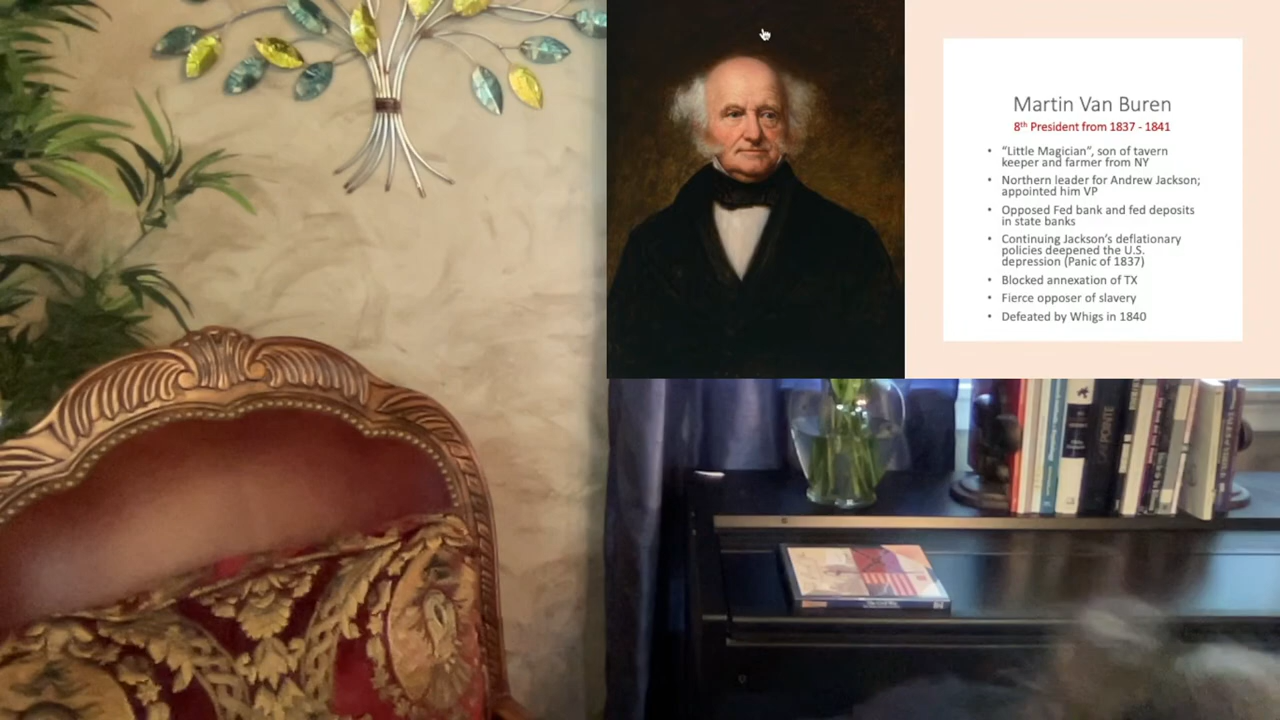 Martin Van Buren
8th President from 1837 - 1841
• "Little Magician", son of tavern
keeper and farmer from NY
• Northern leader for Andrew Jackson;
appointed him VP
• Opposed Fed bank and fed deposits
in state banks
• Continuing Jackson's deflationary
policies deepened the U.S.
depression (Panic of 1837)
• Blocked annexation of TX
• Fierce opposer of slavery
• Defeated by Whigs in 1840
The Civil War